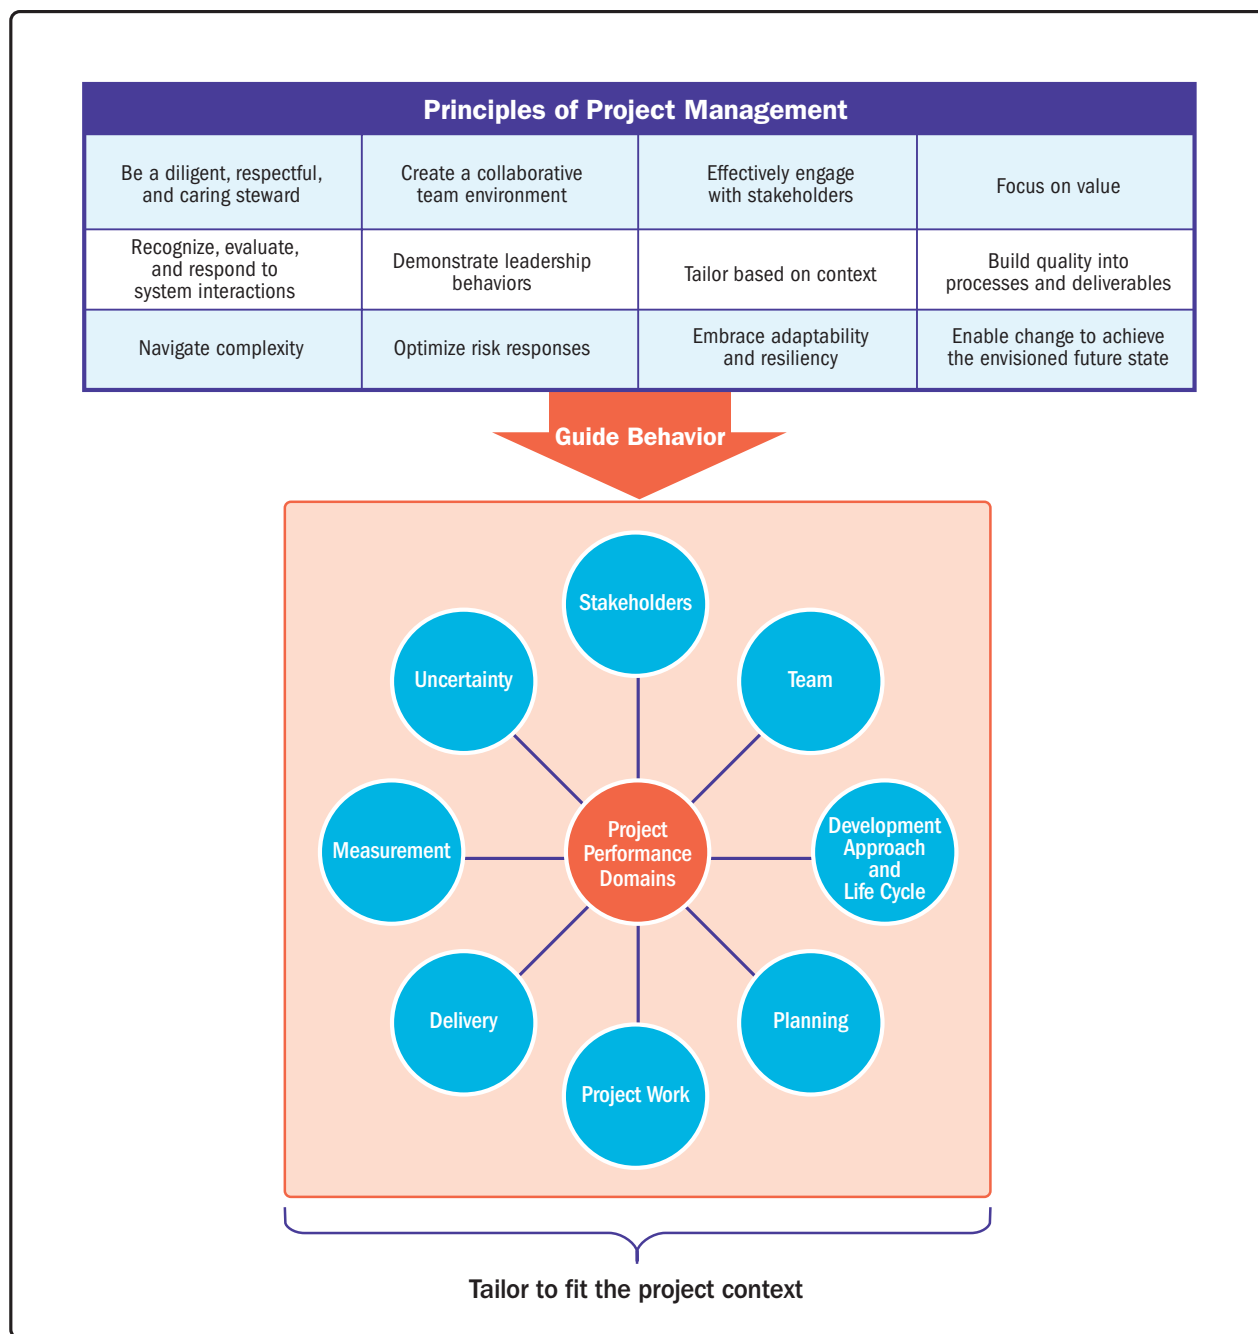 Principles of Project Management
Be a diligent, respectful,
and caring steward
Create a collaborative
team environment
Effectively engage
with stakeholders
Focus on value
Recognize, evaluate,
and respond to
system interactions
Demonstrate leadership
behaviors
Tailor based on context
Build quality into
processes and deliverables
Navigate complexity
Optimize risk responses
Embrace adaptability
and resiliency
Enable change to achieve
the envisioned future state
Guide Behavior
Stakeholders
Uncertainty
Team
Measurement
Project
Performance
Domains
Development
Approach
and
Life Cycle
Delivery
Planning
Project Work
Tailor to fit the project context